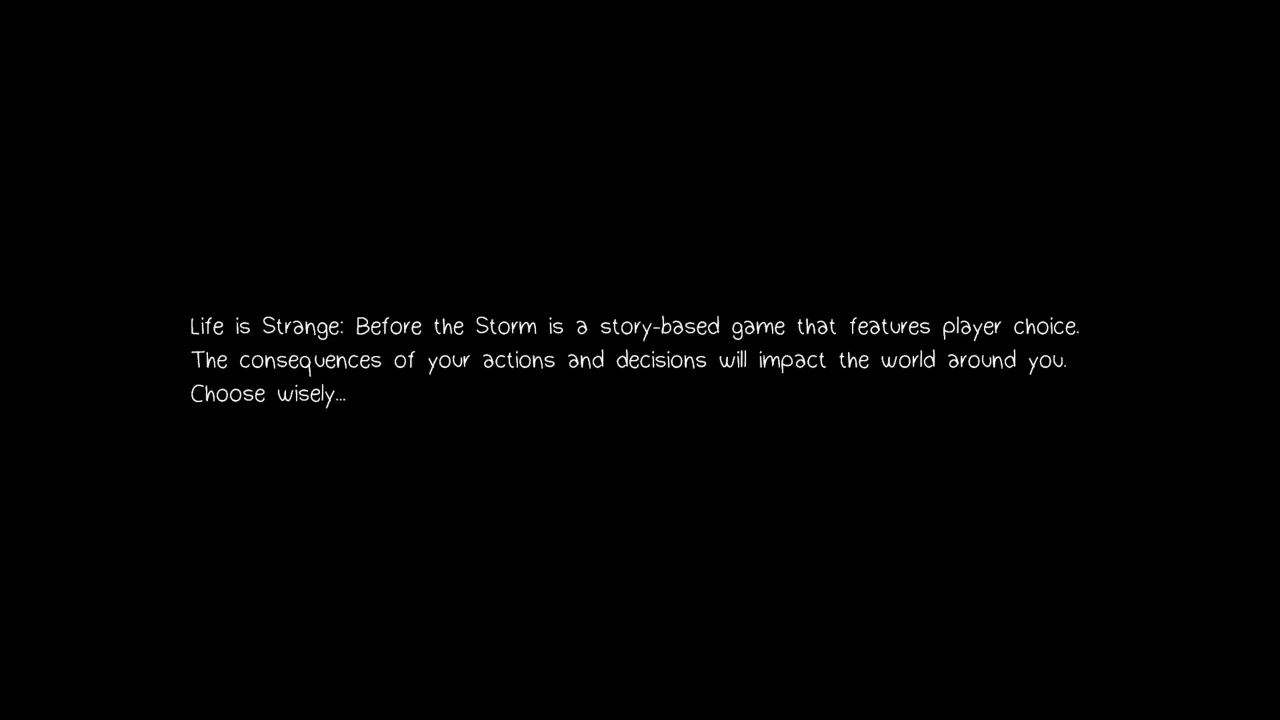 Life is Strange: Before the Storm is a story-based game that features player choice.
The consequences of your actions and decisions will impact the world around you.
Choose wisely...